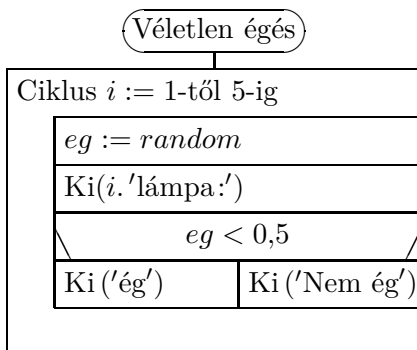 Véletlen égés
Ciklus i := 1-től 5-ig
eg := random
Ki(i.'lámpa:')
eg < 0,5
Ki('ég') Ki('Nem ég')